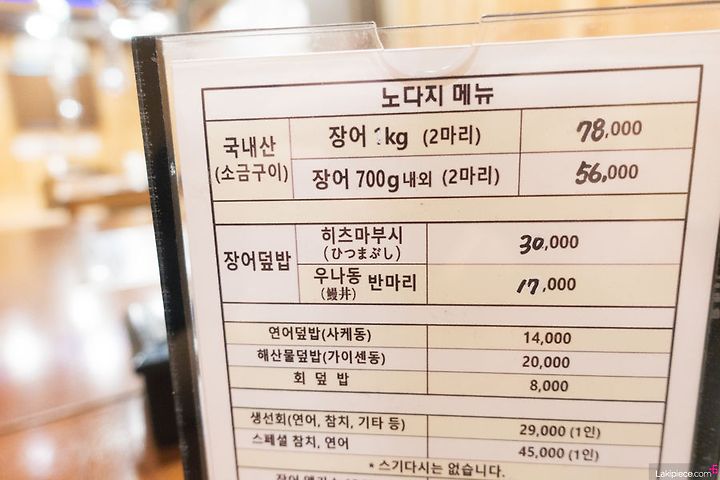 노다지 메뉴
국내산
(소금구이)
장어 1kg (2마리)
78,000
장어 700g내외 (2마리)
56,000
장어덮밥
히츠마부시
(ひつまぶし)
30,000
우나동 반마리
(鰻丼)
17,000
연어덮밥(사케동)
14,000
해산물덮밥(가이센동)
20,000
회 덮 밥
8,000
생선회(연어, 참치, 기타 등)
29,000 (1인)
스페셜 참치, 연어
45,000 (1인)
* 스기다시는 없습니다.
Lakipiece.com